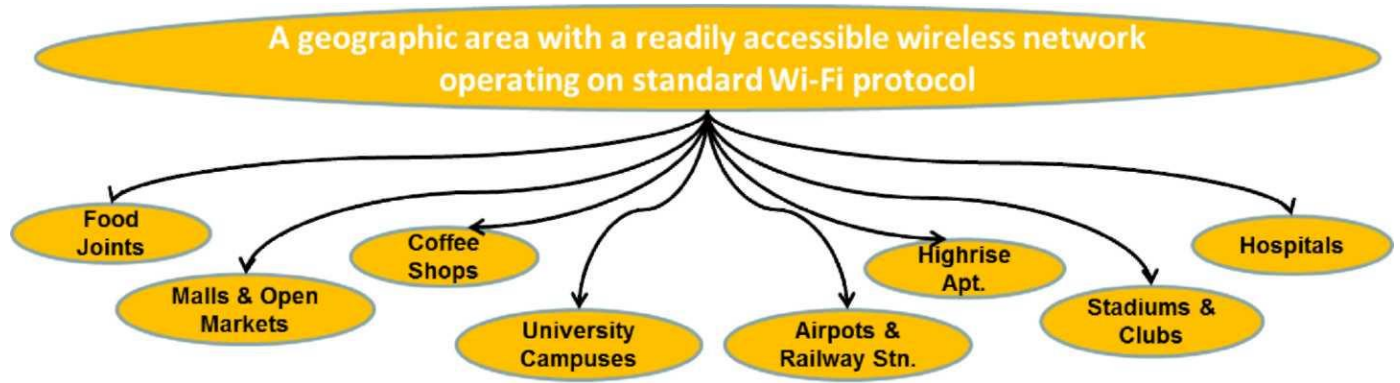 A geographic area with a readily accessible wireless network
operating on standard Wi-Fi protocol
Food
Joints
Malls & Open
Markets
Coffee
Shops
University
Campuses
Airpots &
Railway Stn.
Highrise
Apt.
Stadiums &
Clubs
Hospitals